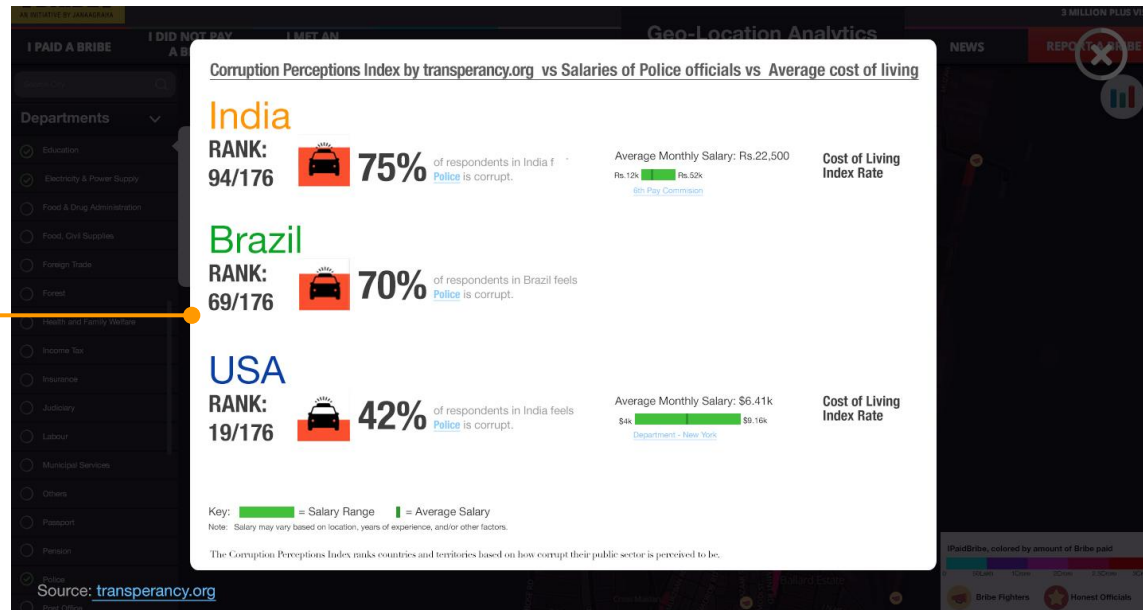 AN INITIATIVE BY JANAAGRAHA
3 MILLION PLUS
I PAID A BRIBE
I DID NOT PAY
A B
I MET AN
Geo-Location Analytics
NEWS
REPORT A BRIBE
Departments
Education
Electricity & Power Supply
Food & Drug Administration
Food, Civil Supplies
Foreign Trade
Forest
Health and Family Welfare
Income Tax
Insurance
Judiciary
Labour
Municipal Services
Others
Passport
Pension
Police
Post Office
Corruption Perceptions Index by transperancy.org vs Salaries of Police officials vs Average cost of living
India
RANK:
94/176
75%
of respondents in India f
Police is corrupt.
Average Monthly Salary: Rs.22,500
Rs.12k Rs.52k
6th Pay Commision
Cost of Living
Index Rate
Brazil
RANK:
69/176
70%
of respondents in Brazil feels
Police is corrupt.
USA
RANK:
19/176
42%
of respondents in India feels
Police is corrupt.
Average Monthly Salary: $6.41k
$4k $9.16k
Department - New York
Cost of Living
Index Rate
Key: = Salary Range = Average Salary
Note: Salary may vary based on location, years of experience, and/or other factors.
The Corruption Perceptions Index ranks countries and territories based on how corrupt their public sector is perceived to be.
IPaidBribe, colored by amount of Bribe paid
Bribe Fighters
Honest Officials
Ballard Estate
Source: transperancy.org